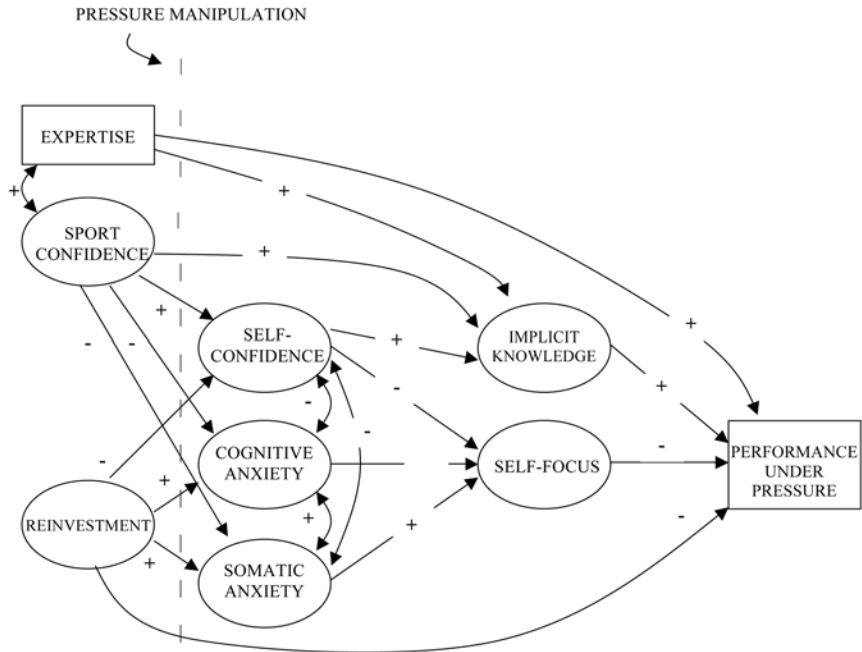 PRESSURE MANIPULATION
EXPERTISE
+
+
SPORT
CONFIDENCE
+
+
-
-
SELF-
CONFIDENCE
+
IMPLICIT
KNOWLEDGE
+
-
-
+
-
-
COGNITIVE
ANXIETY
SELF-FOCUS
-
PERFORMANCE
UNDER
PRESSURE
+
REINVESTMENT
+
+
-
+
SOMATIC
ANXIETY